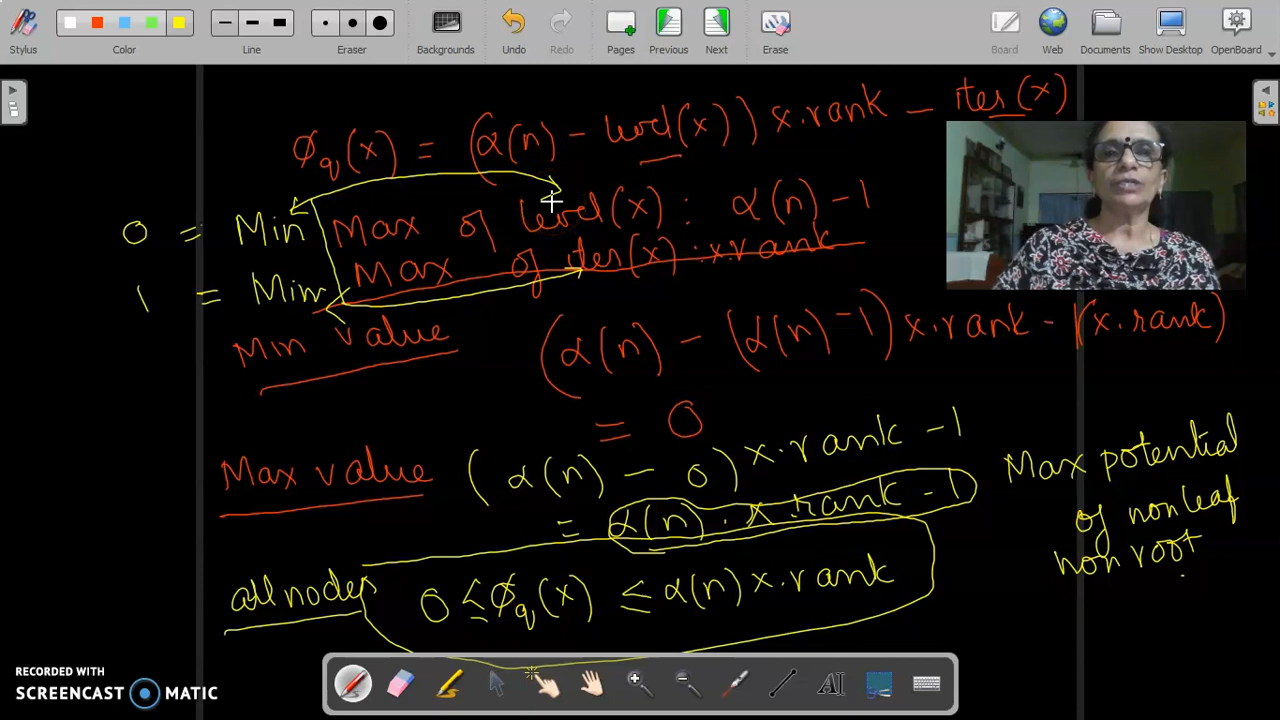 Stylus Color Line Eraser Backgrounds Undo Redo Pages Previous Next Erase Board Web Documents Show Desktop OpenBoard
φq(x) = (α(n) - level(x)) x.rank - iter(x)
0 = Min Max of level(x) : α(n) - 1
1 = Min Max of iter(x) : x.rank
Min value (α(n) - (α(n) - 1) x.rank - 1(x.rank)
= 0
Max value (α(n) - 0) x.rank - 1
= α(n) . x.rank - 1
Max potential
of nonleaf
non root
all nodes 0 ≤ φq(x) ≤ α(n) x.rank
RECORDED WITH
SCREENCAST MATIC